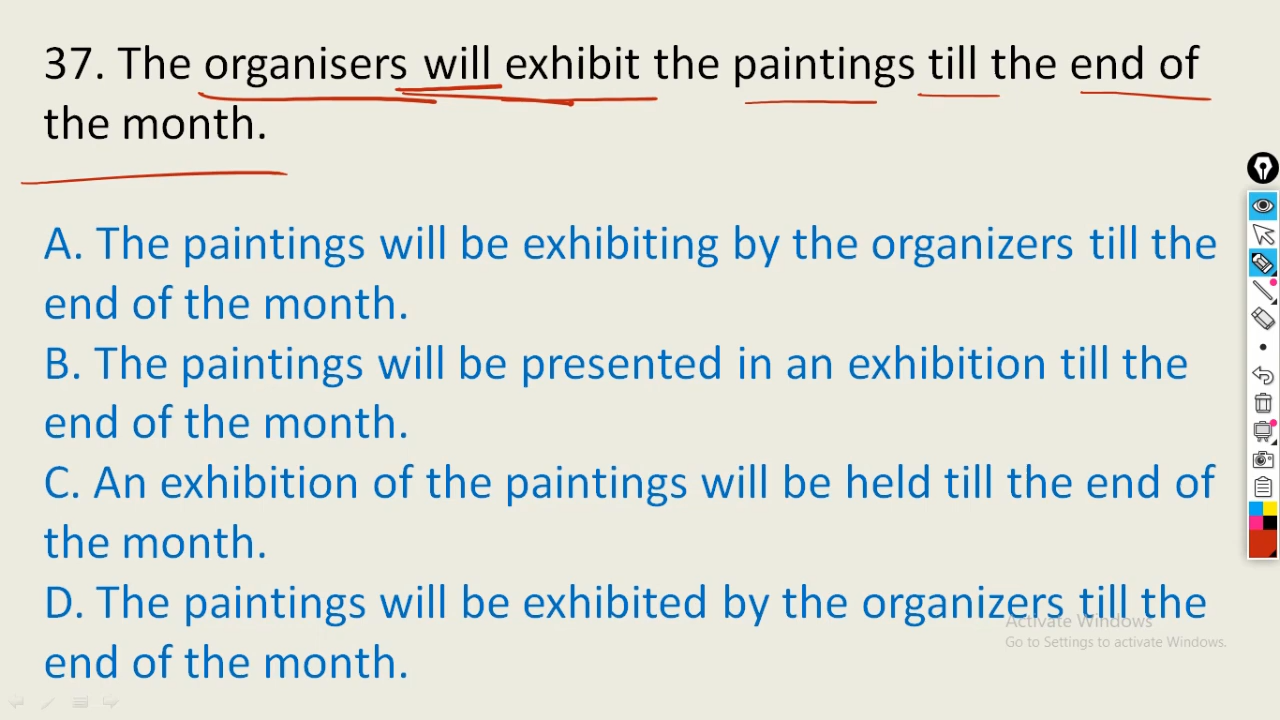 37. The organisers will exhibit the paintings till the end of
the month.
A. The paintings will be exhibiting by the organizers till the
end of the month.
B. The paintings will be presented in an exhibition till the
end of the month.
C. An exhibition of the paintings will be held till the end of
the month.
D. The paintings will be exhibited by the organizers till the
end of the month.
Activate Windows
Go to Settings to activate Windows.